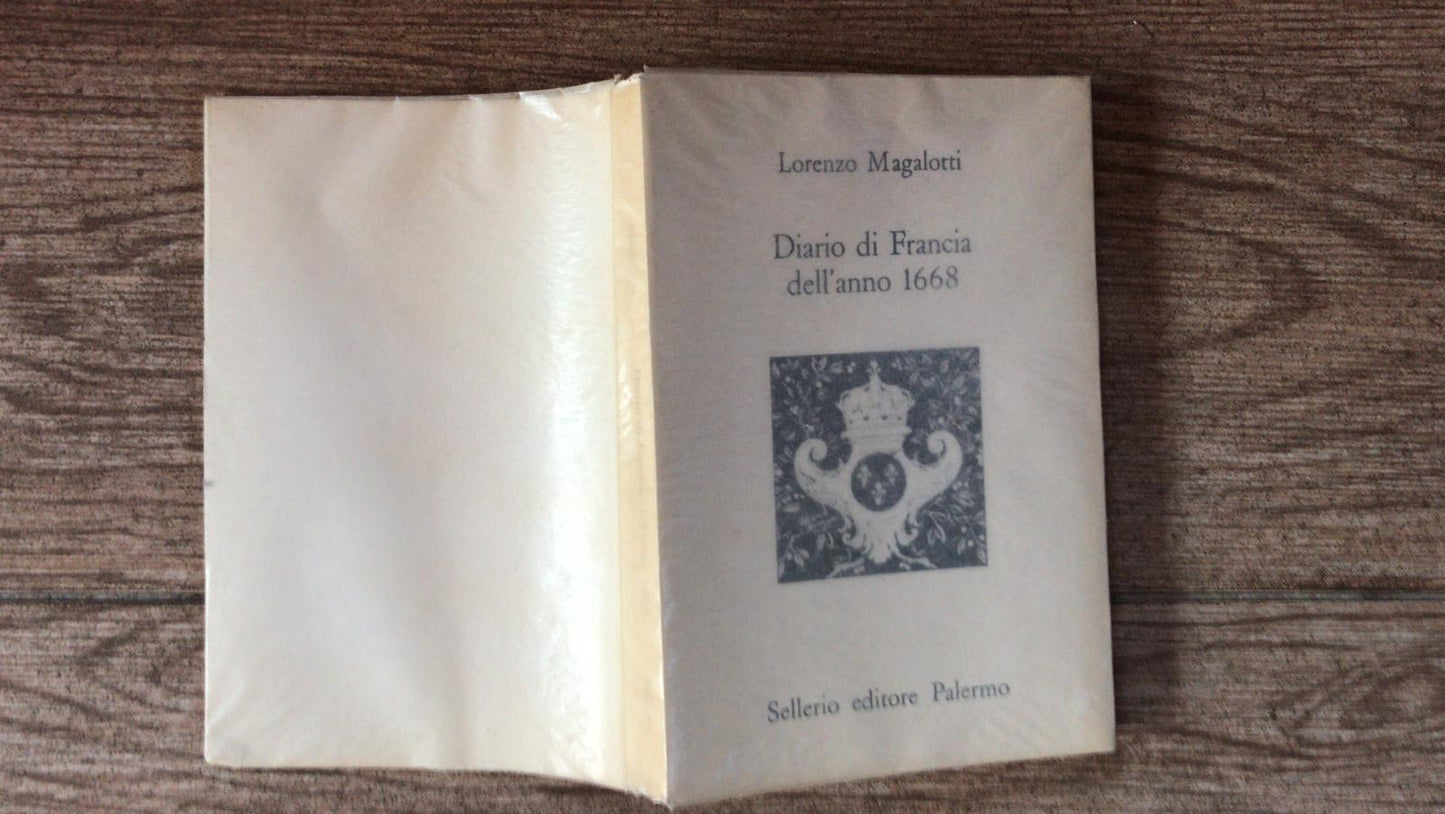 Lorenzo Magalotti
Diario di Francia
dell'anno 1668
Sellerio editore Palermo